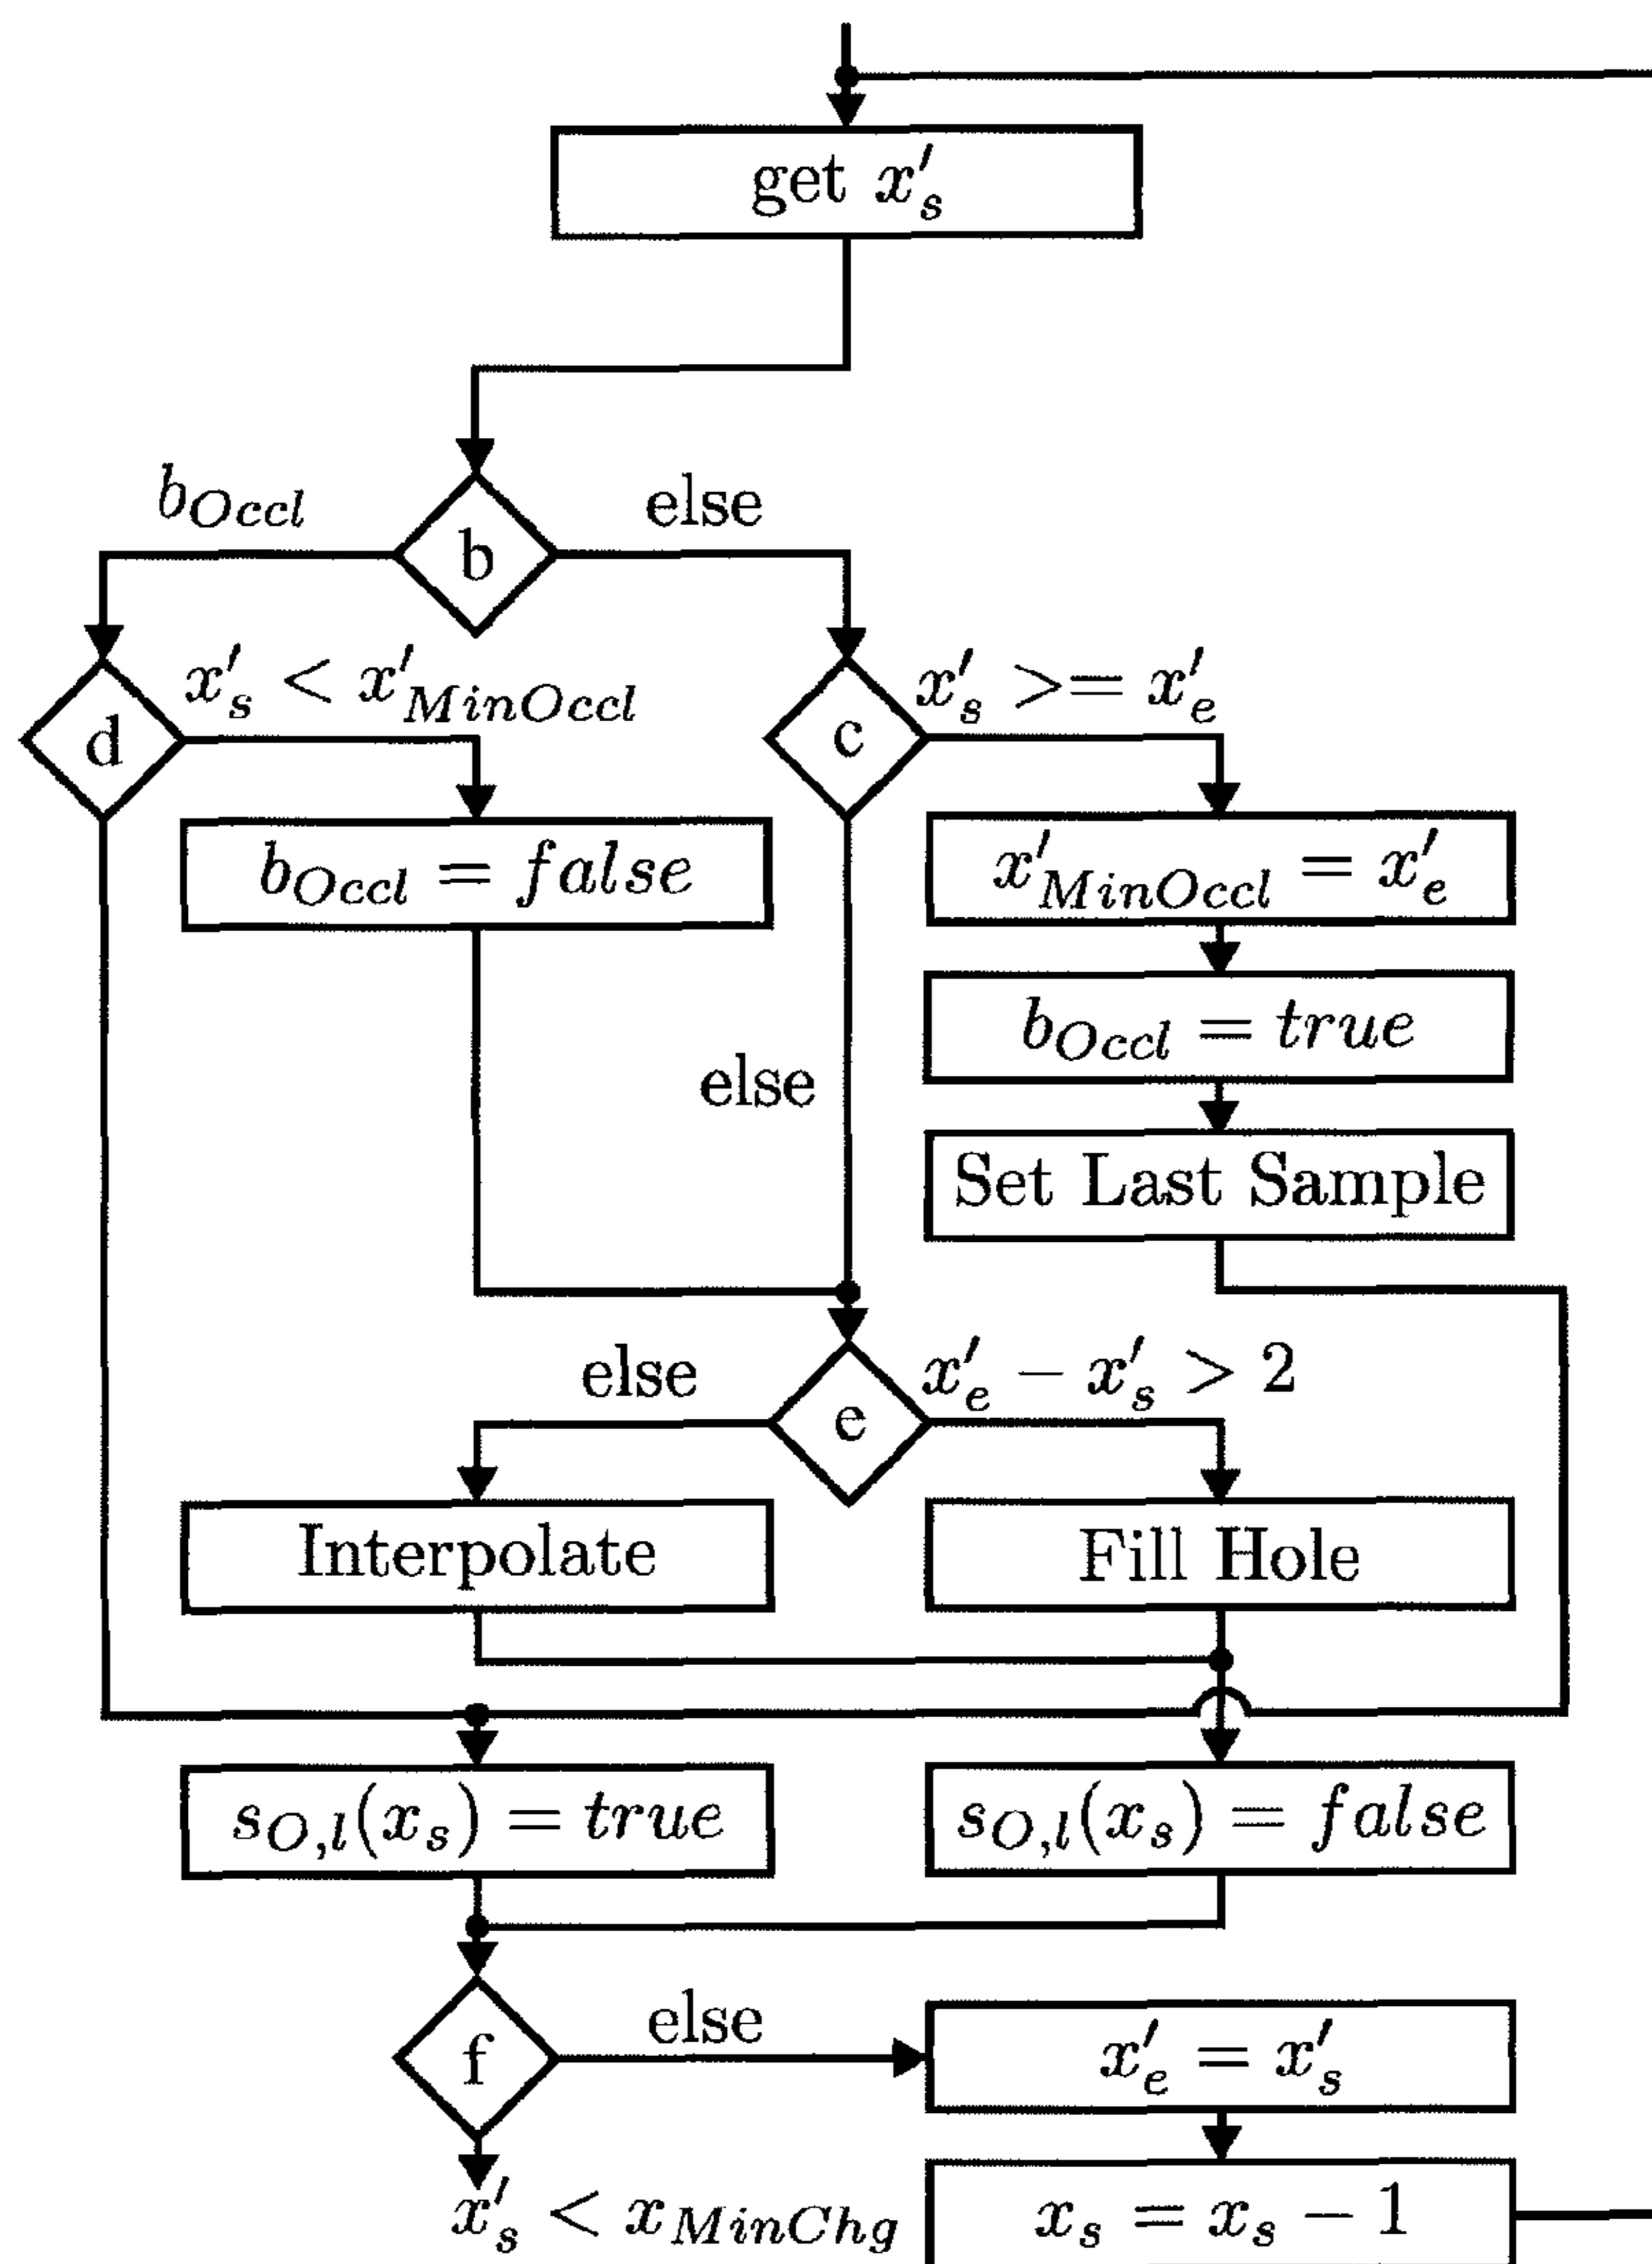 get x′_s
b_Occl
else
b
x′_s < x′_MinOccl
x′_s >= x′_e
d
c
b_Occl = false
x′_MinOccl = x′_e
b_Occl = true
else
Set Last Sample
else
x′_e − x′_s > 2
e
Interpolate
Fill Hole
s_O,l(x_s) = true
s_O,l(x_s) = false
else
f
x′_e = x′_s
x′_s < x_MinChg
x_s = x_s − 1